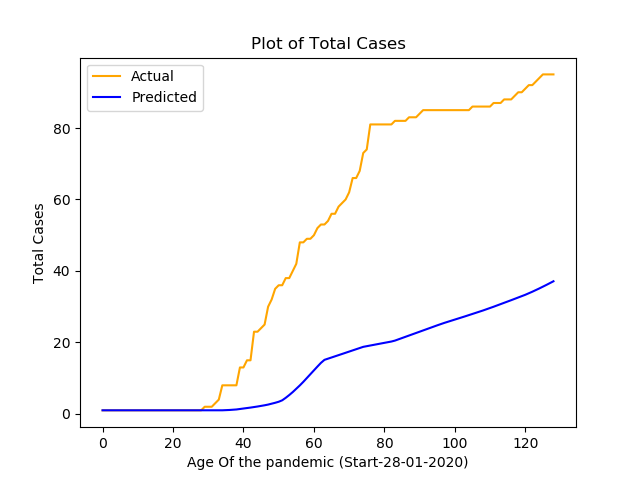 Plot of Total Cases
Actual
Predicted
Total Cases
80
60
40
20
0
0 20 40 60 80 100 120
Age Of the pandemic (Start-28-01-2020)